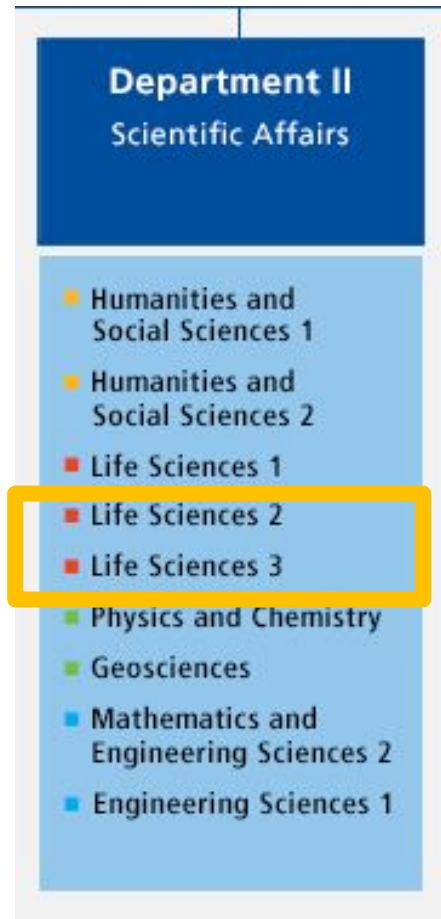 Department II
Scientific Affairs
Humanities and
Social Sciences 1
Humanities and
Social Sciences 2
Life Sciences 1
Life Sciences 2
Life Sciences 3
Physics and Chemistry
Geosciences
Mathematics and
Engineering Sciences 2
Engineering Sciences 1